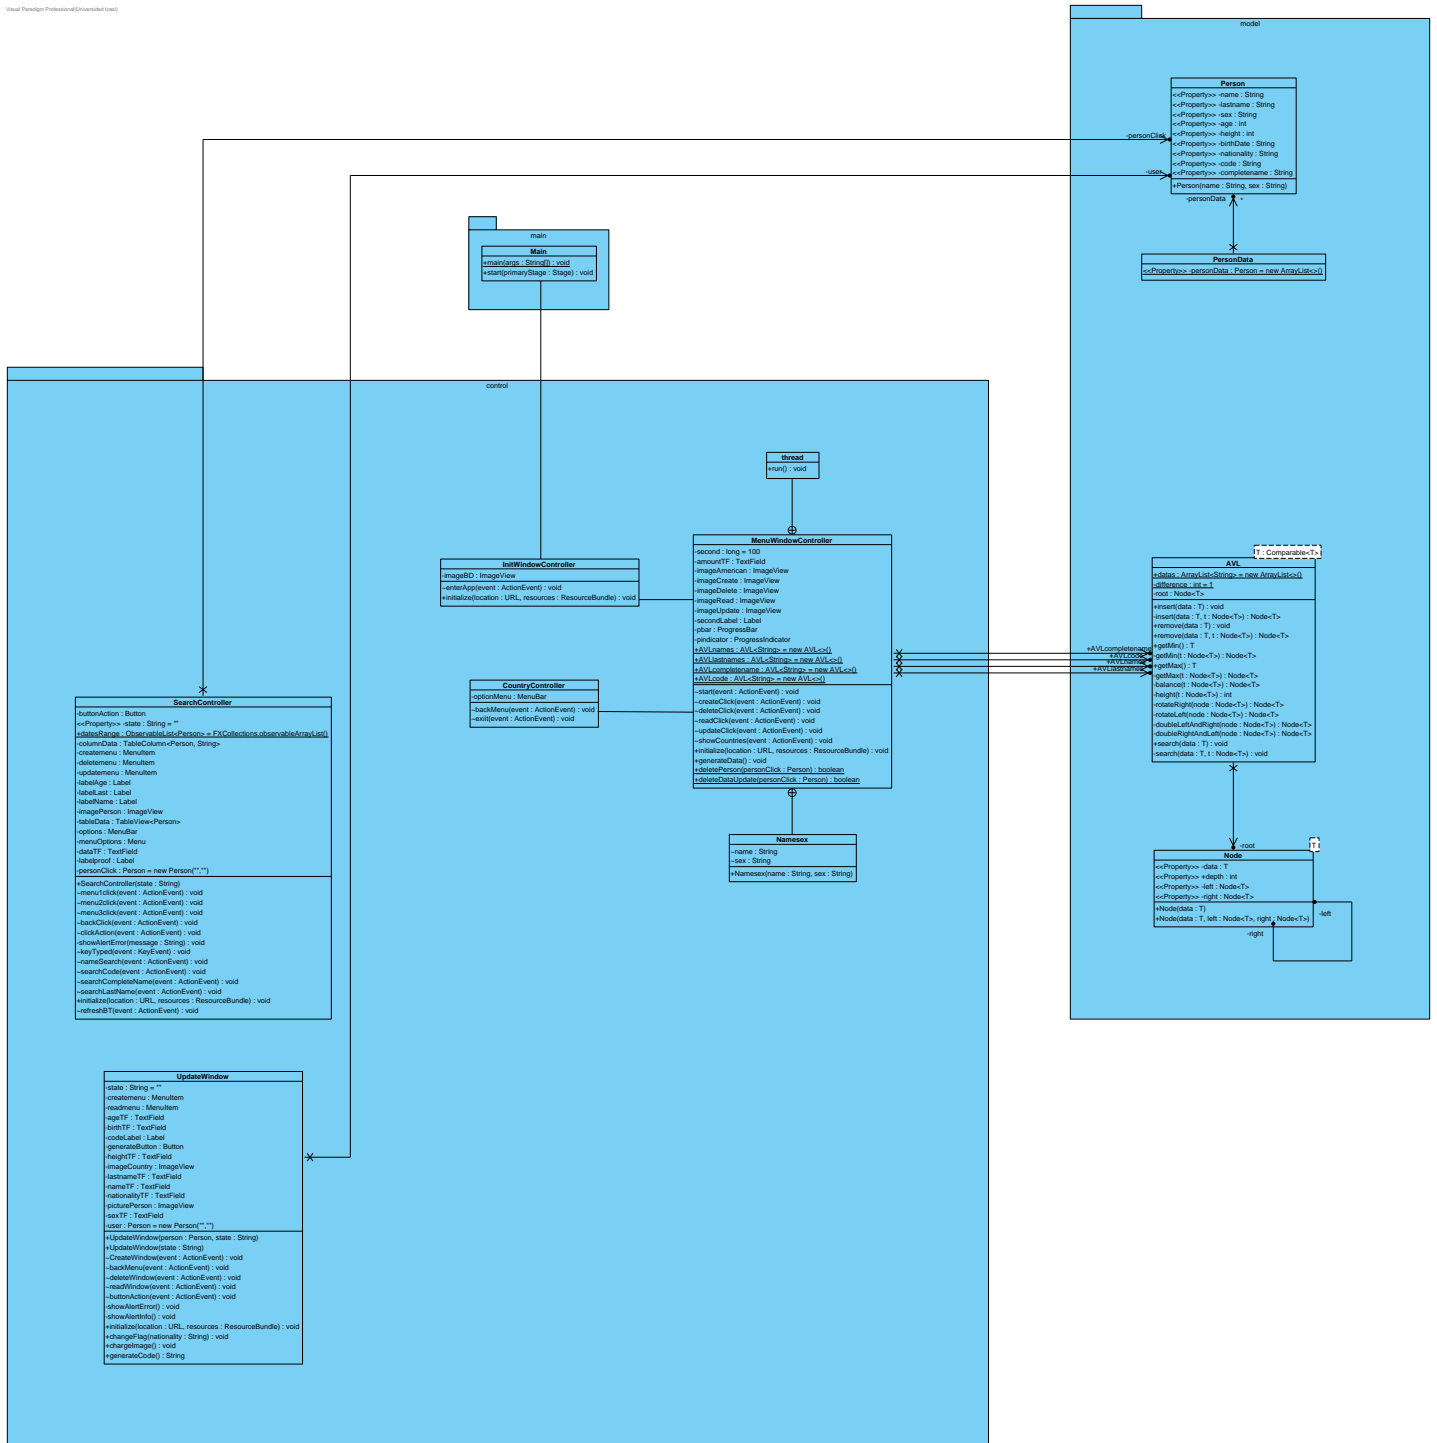 Visual Paradigm Professional(Universidad Icesi)
model
Person
<<Property>> -name : String
<<Property>> -lastname : String
<<Property>> -sex : String
<<Property>> -age : int
<<Property>> -height : int
<<Property>> -birthDate : String
<<Property>> -nationality : String
<<Property>> -code : String
<<Property>> -completename : String
+Person(name : String, sex : String)
-personClick
-user
-personData
*
PersonData
<<Property>> -personData : Person = new ArrayList<>()
main
Main
+main(args : String[]) : void
+start(primaryStage : Stage) : void
control
thread
+run() : void
MenuWindowController
-second : long = 100
-amountTF : TextField
-imageAmerican : ImageView
-imageCreate : ImageView
-imageDelete : ImageView
-imageRead : ImageView
-imageUpdate : ImageView
-secondLabel : Label
-pbar : ProgressBar
-pindicator : ProgressIndicator
+AVLnames : AVL<String> = new AVL<>()
+AVLlastnames : AVL<String> = new AVL<>()
+AVLcompletename : AVL<String> = new AVL<>()
+AVLcode : AVL<String> = new AVL<>()
~start(event : ActionEvent) : void
~createClick(event : ActionEvent) : void
~deleteClick(event : ActionEvent) : void
~readClick(event : ActionEvent) : void
~updateClick(event : ActionEvent) : void
~showCountries(event : ActionEvent) : void
+initialize(location : URL, resources : ResourceBundle) : void
+generateData() : void
+deletePerson(personClick : Person) : boolean
+deleteDataUpdate(personClick : Person) : boolean
InitWindowController
-imageBD : ImageView
~enterApp(event : ActionEvent) : void
+initialize(location : URL, resources : ResourceBundle) : void
CountryController
-optionMenu : MenuBar
~backMenu(event : ActionEvent) : void
~exiit(event : ActionEvent) : void
Namesex
~name : String
~sex : String
+Namesex(name : String, sex : String)
+AVLcompletename
+AVLcode
+AVLnames
+AVLlastnames
T : Comparable<T>
AVL
+datas : ArrayList<String> = new ArrayList<>()
-difference : int = 1
-root : Node<T>
+insert(data : T) : void
-insert(data : T, t : Node<T>) : Node<T>
+remove(data : T) : void
+remove(data : T, t : Node<T>) : Node<T>
+getMin() : T
-getMin(t : Node<T>) : Node<T>
+getMax() : T
-getMax(t : Node<T>) : Node<T>
-balance(t : Node<T>) : Node<T>
-height(t : Node<T>) : int
-rotateRight(node : Node<T>) : Node<T>
-rotateLeft(node : Node<T>) : Node<T>
-doubleLeftAndRight(node : Node<T>) : Node<T>
-doubleRightAndLeft(node : Node<T>) : Node<T>
+search(data : T) : void
-search(data : T, t : Node<T>) : void
-root
T
Node
<<Property>> -data : T
<<Property>> +depth : int
<<Property>> -left : Node<T>
<<Property>> -right : Node<T>
+Node(data : T)
+Node(data : T, left : Node<T>, right : Node<T>)
-left
-right
SearchController
-buttonAction : Button
<<Property>> -state : String = ""
+datesRange : ObservableList<Person> = FXCollections.observableArrayList()
-columnData : TableColumn<Person, String>
-createmenu : MenuItem
-deletemenu : MenuItem
-updatemenu : MenuItem
-labelAge : Label
-labelLast : Label
-labelName : Label
-imagePerson : ImageView
-tableData : TableView<Person>
-options : MenuBar
-menuOptions : Menu
-dataTF : TextField
-labelproof : Label
-personClick : Person = new Person("","")
+SearchController(state : String)
~menu1click(event : ActionEvent) : void
~menu2click(event : ActionEvent) : void
~menu3click(event : ActionEvent) : void
~backClick(event : ActionEvent) : void
~clickAction(event : ActionEvent) : void
-showAlertError(message : String) : void
~keyTyped(event : KeyEvent) : void
~nameSearch(event : ActionEvent) : void
~searchCode(event : ActionEvent) : void
~searchCompleteName(event : ActionEvent) : void
~searchLastName(event : ActionEvent) : void
+initialize(location : URL, resources : ResourceBundle) : void
~refreshBT(event : ActionEvent) : void
UpdateWindow
-state : String = ""
-createmenu : MenuItem
-readmenu : MenuItem
-ageTF : TextField
-birthTF : TextField
-codeLabel : Label
-generateButton : Button
-heightTF : TextField
-imageCountry : ImageView
-lastnameTF : TextField
-nameTF : TextField
-nationalityTF : TextField
-picturePerson : ImageView
-sexTF : TextField
-user : Person = new Person("","")
+UpdateWindow(person : Person, state : String)
+UpdateWindow(state : String)
~CreateWindow(event : ActionEvent) : void
~backMenu(event : ActionEvent) : void
~deleteWindow(event : ActionEvent) : void
~readWindow(event : ActionEvent) : void
~buttonAction(event : ActionEvent) : void
-showAlertError() : void
-showAlertInfo() : void
+initialize(location : URL, resources : ResourceBundle) : void
+changeFlag(nationality : String) : void
+chargeImage() : void
+generateCode() : String